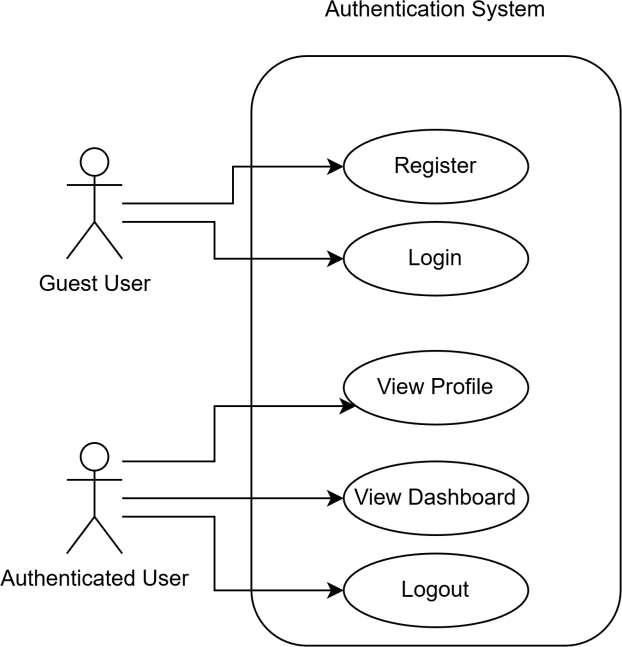 Authentication System
Register
Login
Guest User
View Profile
View Dashboard
Authenticated User
Logout